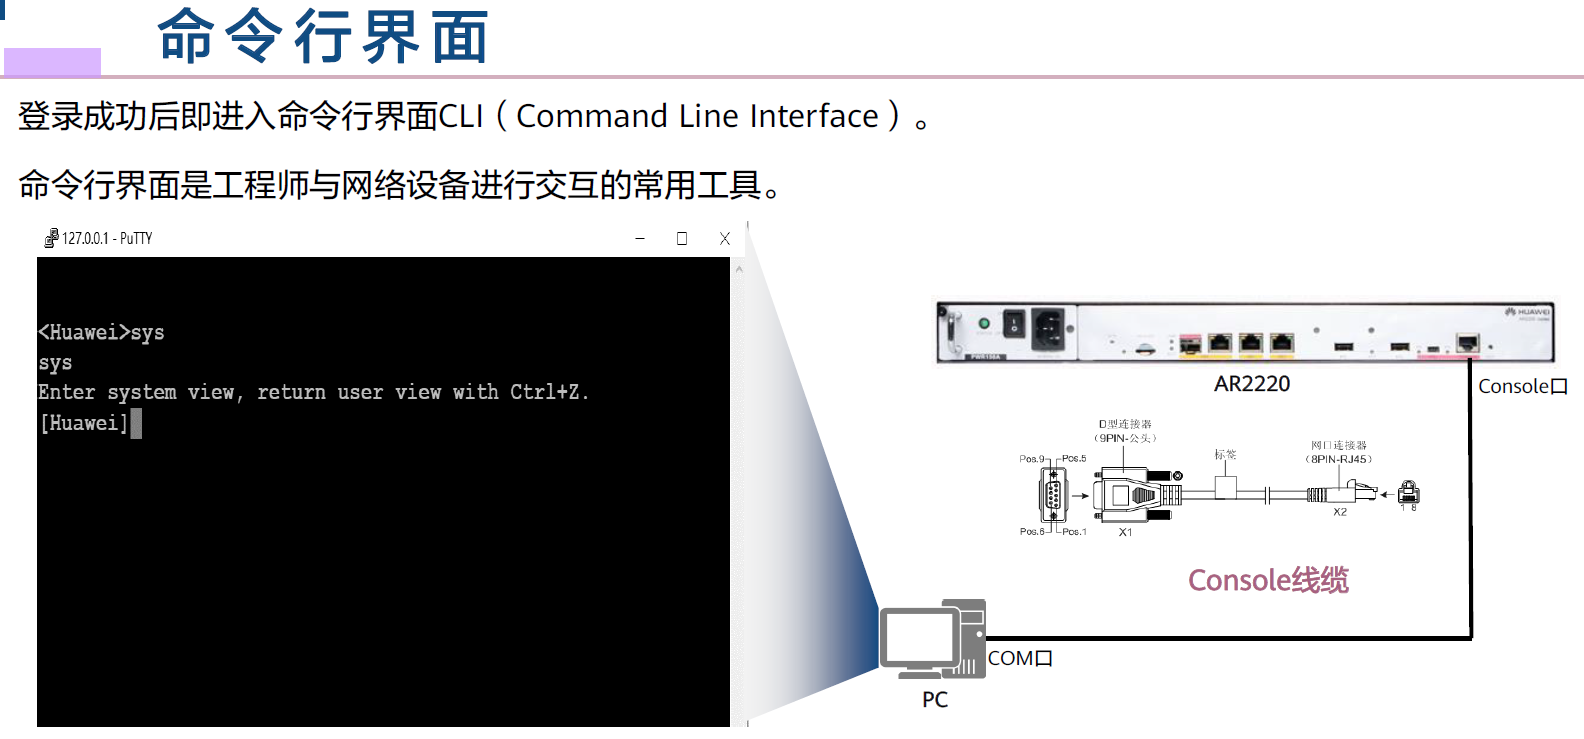 命令行界面
登录成功后即进入命令行界面CLI（Command Line Interface）。
命令行界面是工程师与网络设备进行交互的常用工具。
127.0.0.1 - PuTTY
<Huawei>sys
sys
Enter system view, return user view with Ctrl+Z.
[Huawei]
HUAWEI
AR2220
Console口
D型连接器
（9PIN-公头）
Pos.9
Pos.5
Pos.6
Pos.1
X1
标签
网口连接器
（8PIN-RJ45）
X2
1 8
Console线缆
COM口
PC